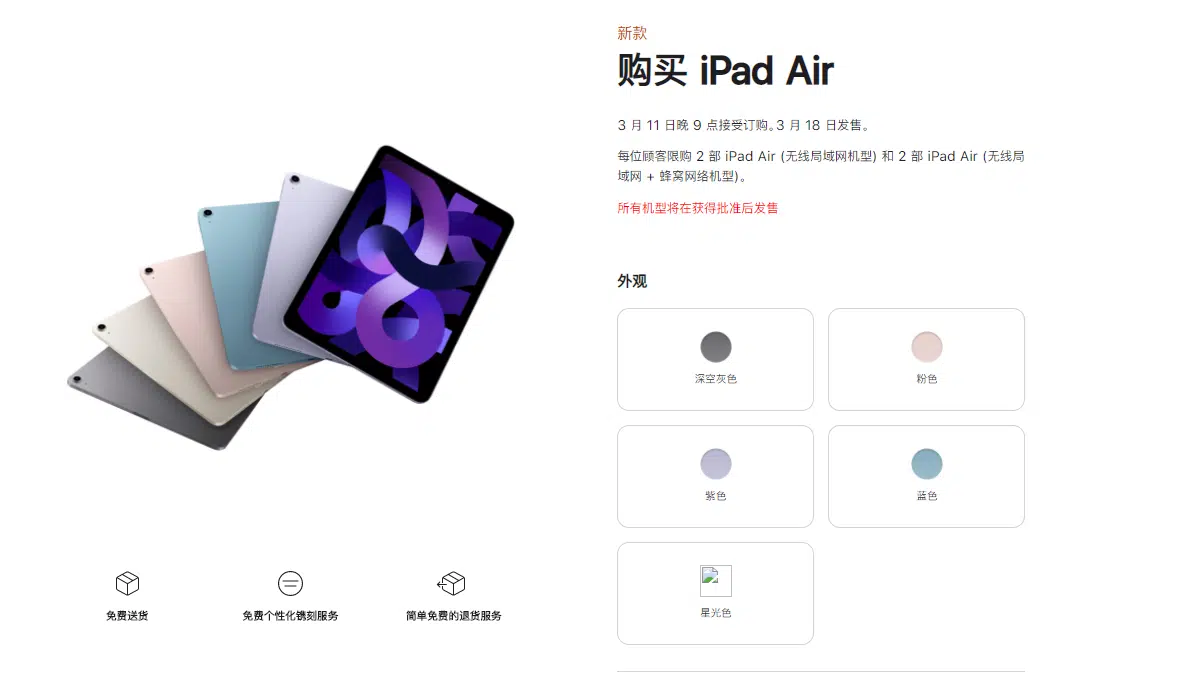 新款
购买 iPad Air
3 月 11 日晚 9 点接受订购。3 月 18 日发售。
每位顾客限购 2 部 iPad Air (无线局域网机型) 和 2 部 iPad Air (无线局
域网 + 蜂窝网络机型)。
所有机型将在获得批准后发售
外观
深空灰色
粉色
紫色
蓝色
星光色
免费送货
免费个性化镌刻服务
简单免费的退货服务